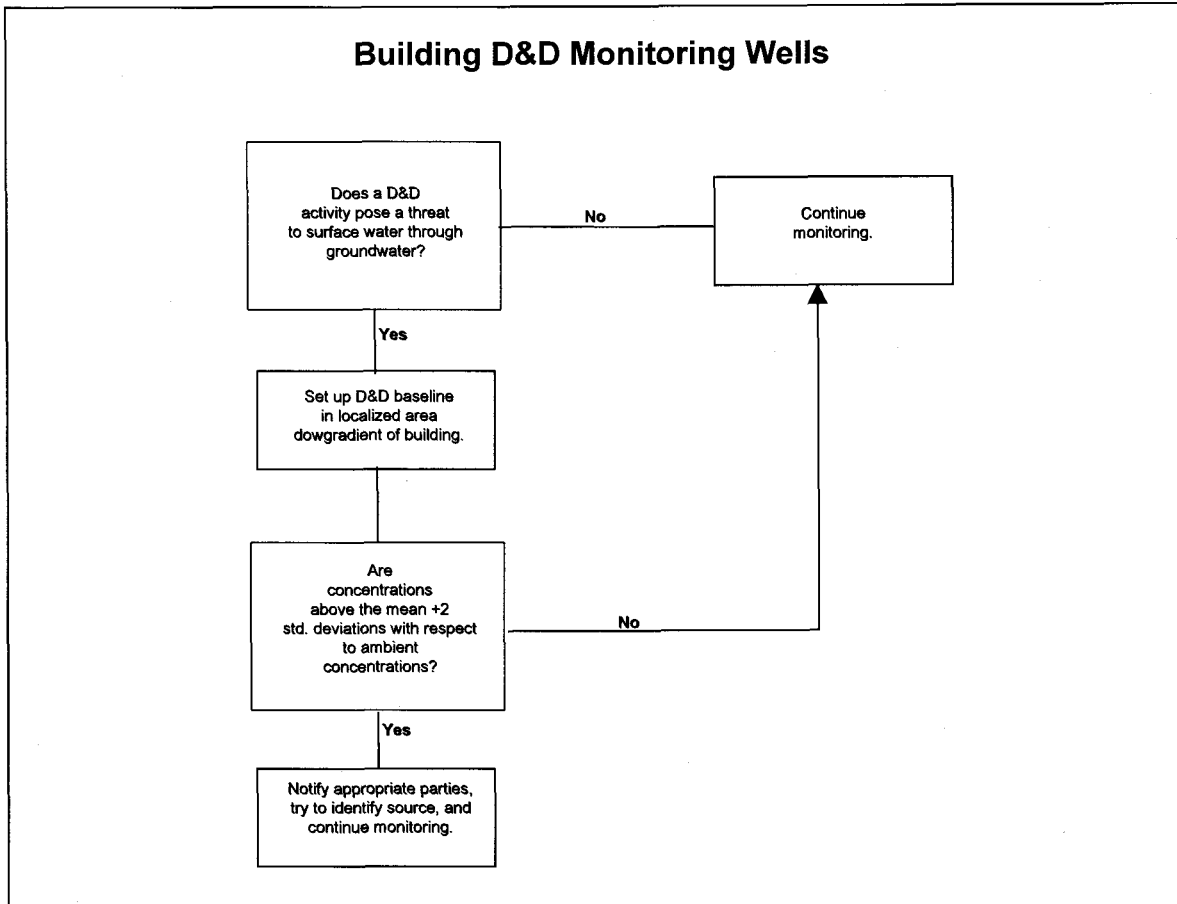 Building D&D Monitoring Wells
Does a D&D
activity pose a threat
to surface water through
groundwater?
No
Continue
monitoring.
Yes
Set up D&D baseline
in localized area
dowgradient of building.
Are
concentrations
above the mean +2
std. deviations with respect
to ambient
concentrations?
No
Yes
Notify appropriate parties,
try to identify source, and
continue monitoring.